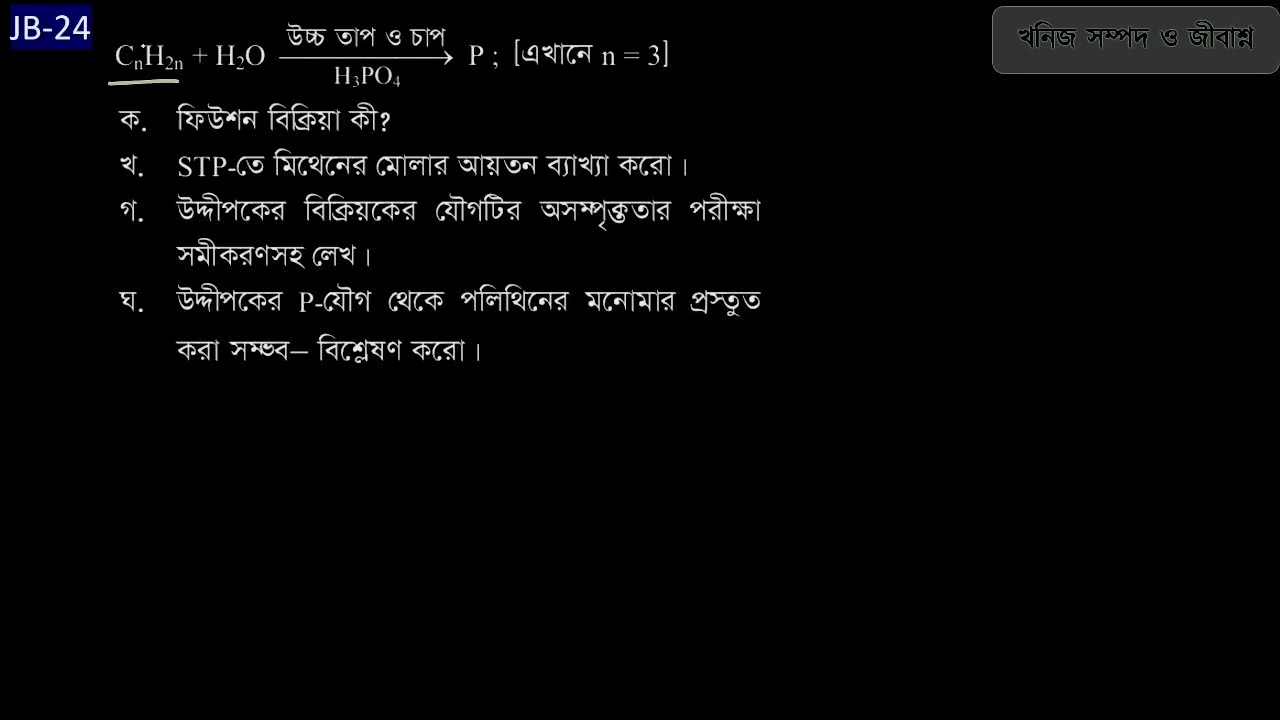 JB-24
খনিজ সম্পদ ও জীবাশ্ন
CₙH₂ₙ + H₂O —উচ্চ তাপ ও চাপ / H₃PO₄→ P ; [এখানে n = 3]
ক. ফিউশন বিক্রিয়া কী?
খ. STP-তে মিথেনের মোলার আয়তন ব্যাখ্যা করো।
গ. উদ্দীপকের বিক্রিয়কের যৌগটির অসম্পৃক্ততার পরীক্ষা
সমীকরণসহ লেখ।
ঘ. উদ্দীপকের P-যৌগ থেকে পলিথিনের মনোমার প্রস্তুত
করা সম্ভব– বিশ্লেষণ করো।